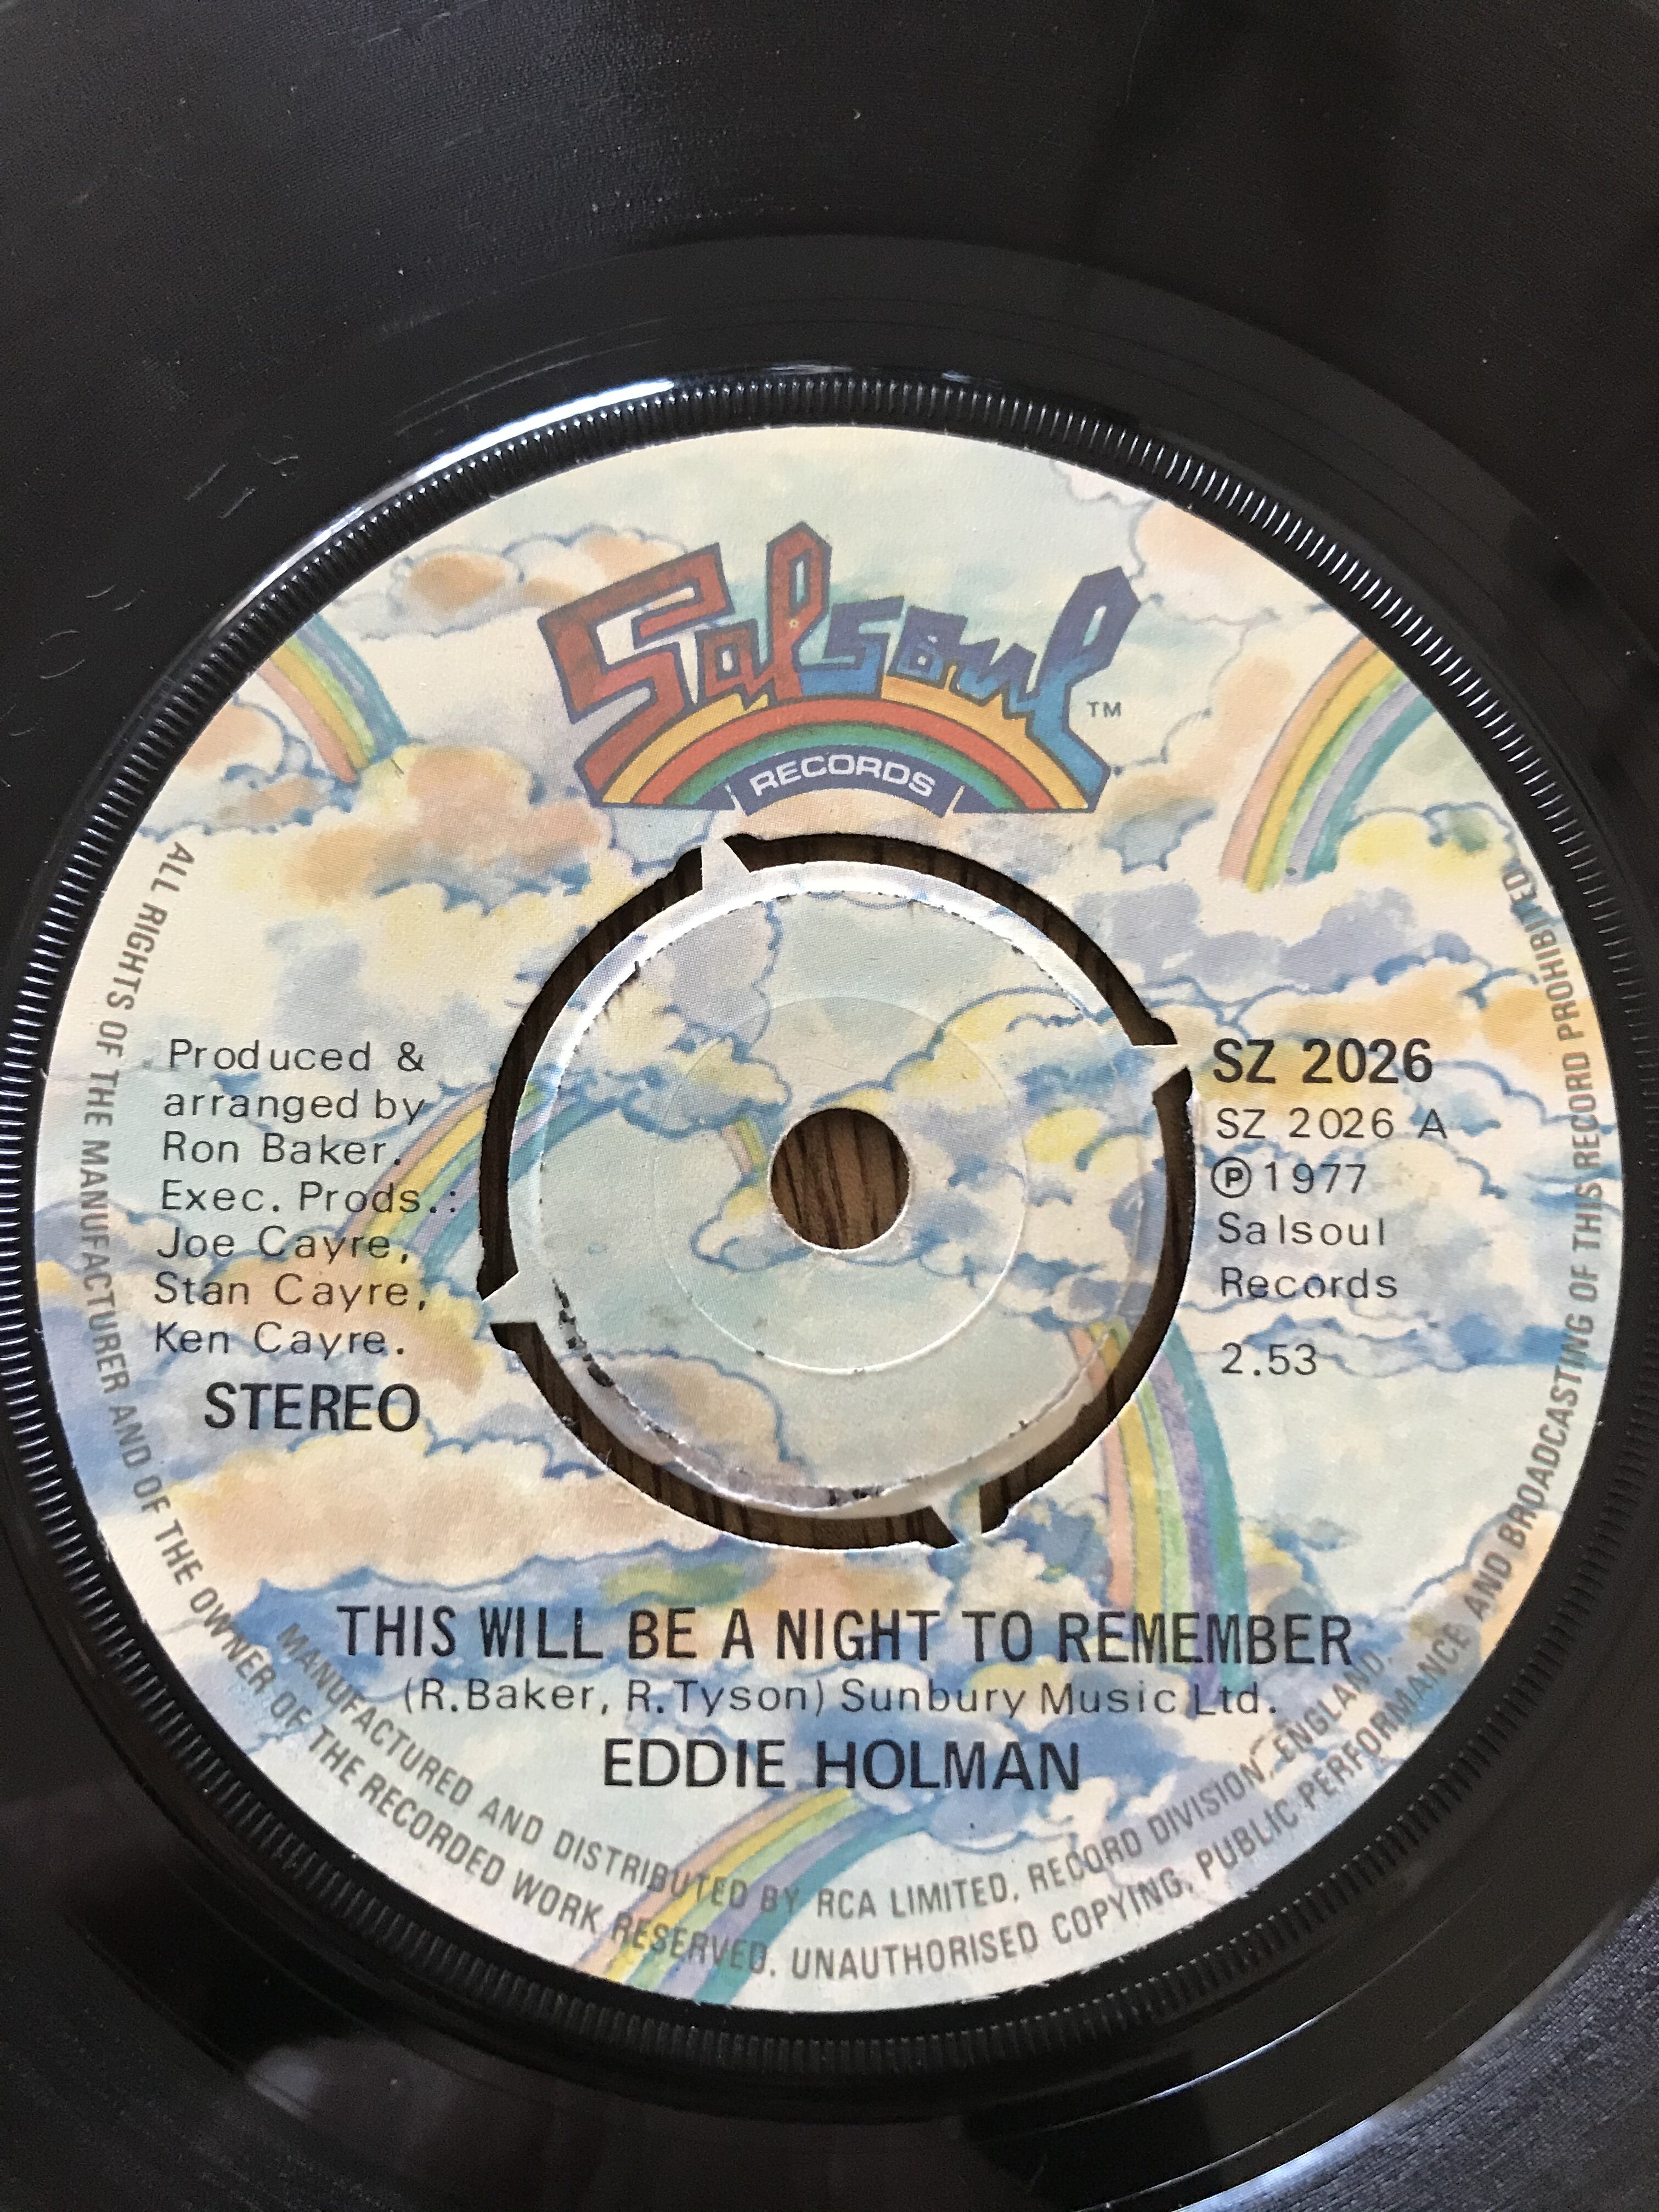 Salsoul
TM
RECORDS
Produced &
arranged by
Ron Baker.
Exec. Prods.:
Joe Cayre,
Stan Cayre,
Ken Cayre.
STEREO
SZ 2026
SZ 2026 A
Ⓟ1977
Salsoul
Records
2.53
THIS WILL BE A NIGHT TO REMEMBER
(R.Baker, R.Tyson) Sunbury Music Ltd.
EDDIE HOLMAN
MANUFACTURED AND DISTRIBUTED BY RCA LIMITED, RECORD DIVISION, ENGLAND.
ALL RIGHTS OF THE MANUFACTURER AND OF THE OWNER OF THE RECORDED WORK RESERVED. UNAUTHORISED COPYING, PUBLIC PERFORMANCE AND BROADCASTING OF THIS RECORD PROHIBITED.